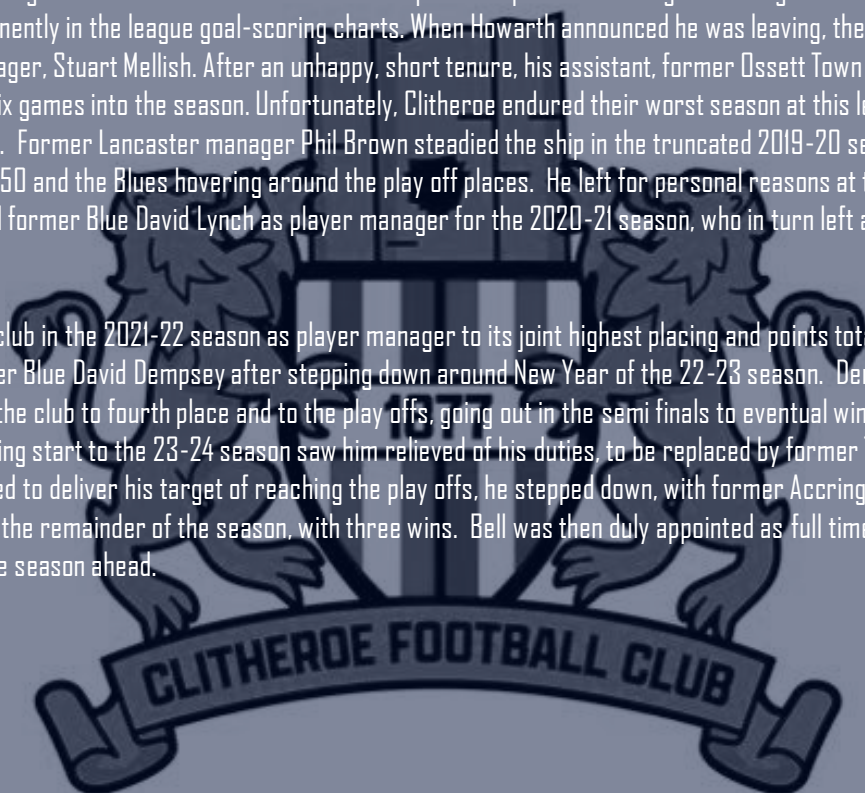 nently in the league goal-scoring charts. When Howarth announced he was leaving, the
ager, Stuart Mellish. After an unhappy, short tenure, his assistant, former Ossett Town
ix games into the season. Unfortunately, Clitheroe endured their worst season at this le
. Former Lancaster manager Phil Brown steadied the ship in the truncated 2019-20 se
50 and the Blues hovering around the play off places. He left for personal reasons at t
former Blue David Lynch as player manager for the 2020-21 season, who in turn left a
club in the 2021-22 season as player manager to its joint highest placing and points tota
er Blue David Dempsey after stepping down around New Year of the 22-23 season. Der
the club to fourth place and to the play offs, going out in the semi finals to eventual win
1877
ing start to the 23-24 season saw him relieved of his duties, to be replaced by former
ed to deliver his target of reaching the play offs, he stepped down, with former Accring
the remainder of the season, with three wins. Bell was then duly appointed as full time
e season ahead.
CLITHEROE FOOTBALL CLUB